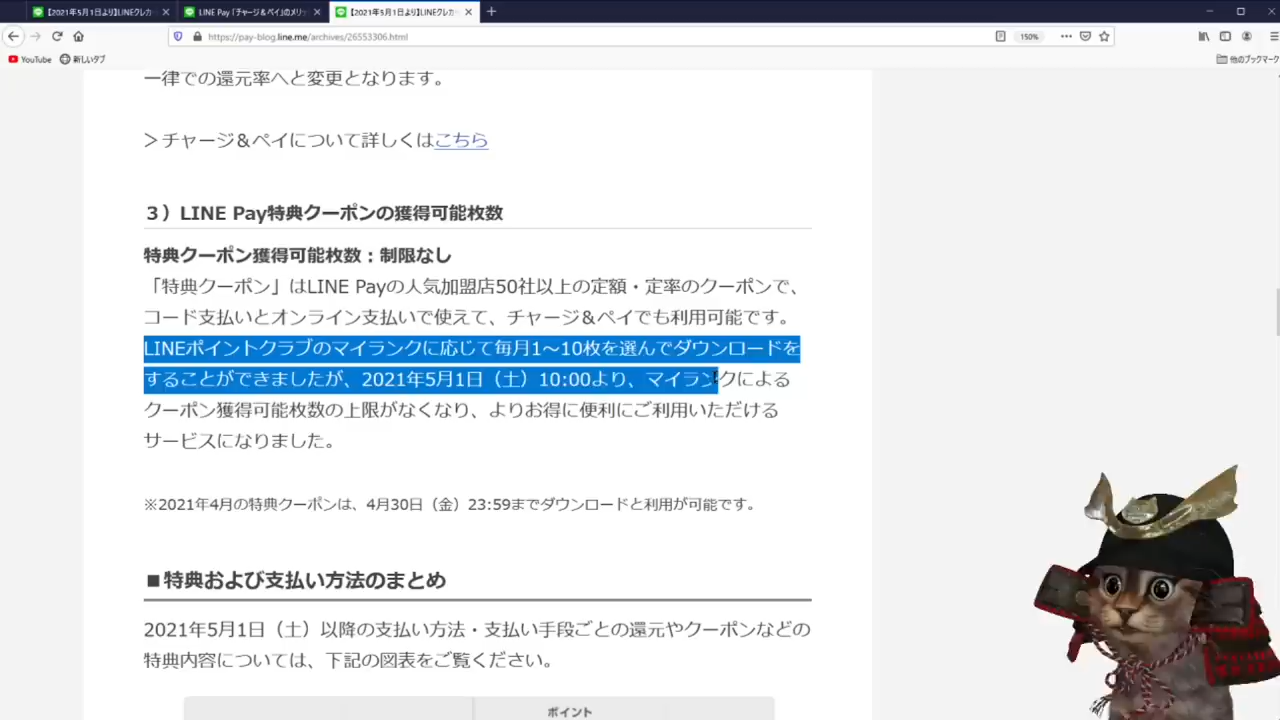 【2021年5月1日より】LINEクレカ
LINE Pay 「チャージ＆ペイ」のメリッ
【2021年5月1日より】LINEクレカ
https://pay-blog.line.me/archives/26553306.html
150%
YouTube
新しいタブ
他のブックマーク
一律での還元率へと変更となります。
＞チャージ＆ペイについて詳しくはこちら
３）LINE Pay特典クーポンの獲得可能枚数
特典クーポン獲得可能枚数：制限なし
「特典クーポン」はLINE Payの人気加盟店50社以上の定額・定率のクーポンで、
コード支払いとオンライン支払いで使えて、チャージ＆ペイでも利用可能です。
LINEポイントクラブのマイランクに応じて毎月1～10枚を選んでダウンロードを
することができましたが、2021年5月1日（土）10:00より、マイランクによる
クーポン獲得可能枚数の上限がなくなり、よりお得に便利にご利用いただける
サービスになりました。
※2021年4月の特典クーポンは、4月30日（金）23:59までダウンロードと利用が可能です。
■特典および支払い方法のまとめ
2021年5月1日（土）以降の支払い方法・支払い手段ごとの還元やクーポンなどの
特典内容については、下記の図表をご覧ください。
ポイント